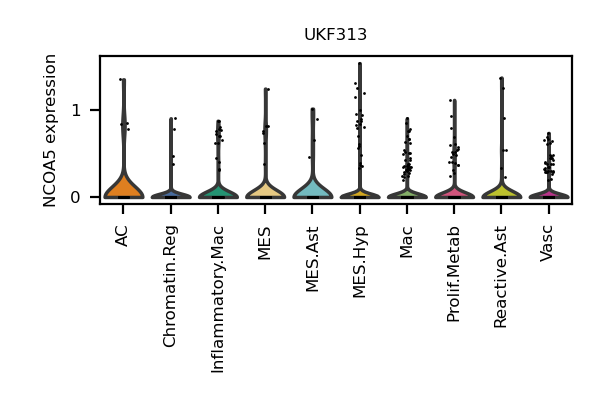 UKF313
NCOA5 expression
1
0
AC
Chromatin.Reg
Inflammatory.Mac
MES
MES.Ast
MES.Hyp
Mac
Prolif.Metab
Reactive.Ast
Vasc